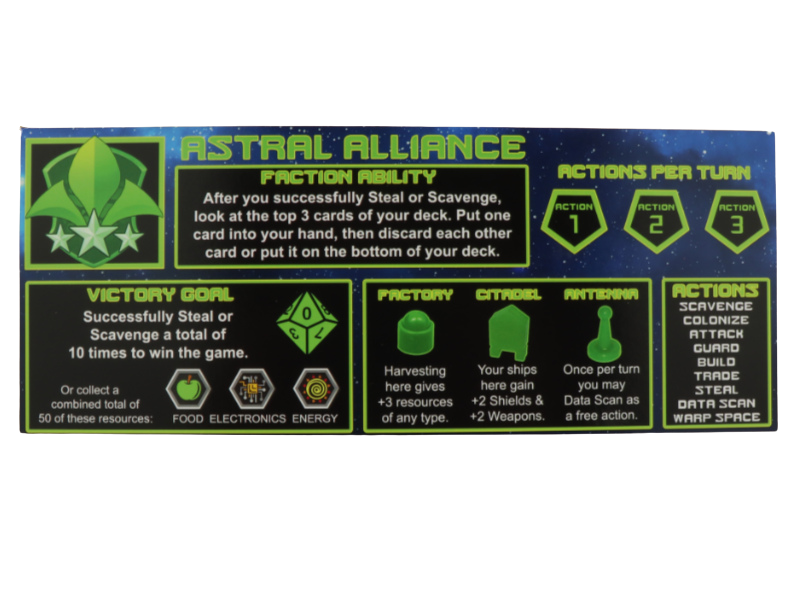 ASTRAL ALLIANCE
FACTION ABILITY
After you successfully Steal or Scavenge,
look at the top 3 cards of your deck. Put one
card into your hand, then discard each other
card or put it on the bottom of your deck.
ACTIONS PER TURN
ACTION
1
ACTION
2
ACTION
3
VICTORY GOAL
Successfully Steal or
Scavenge a total of
10 times to win the game.
0
Or collect a
combined total of
50 of these resources:
FOOD ELECTRONICS ENERGY
FACTORY
Harvesting
here gives
+3 resources
of any type.
CITADEL
Your ships
here gain
+2 Shields &
+2 Weapons.
ANTENNA
Once per turn
you may
Data Scan as
a free action.
ACTIONS
SCAVENGE
COLONIZE
ATTACK
GUARD
BUILD
TRADE
STEAL
DATA SCAN
WARP SPACE